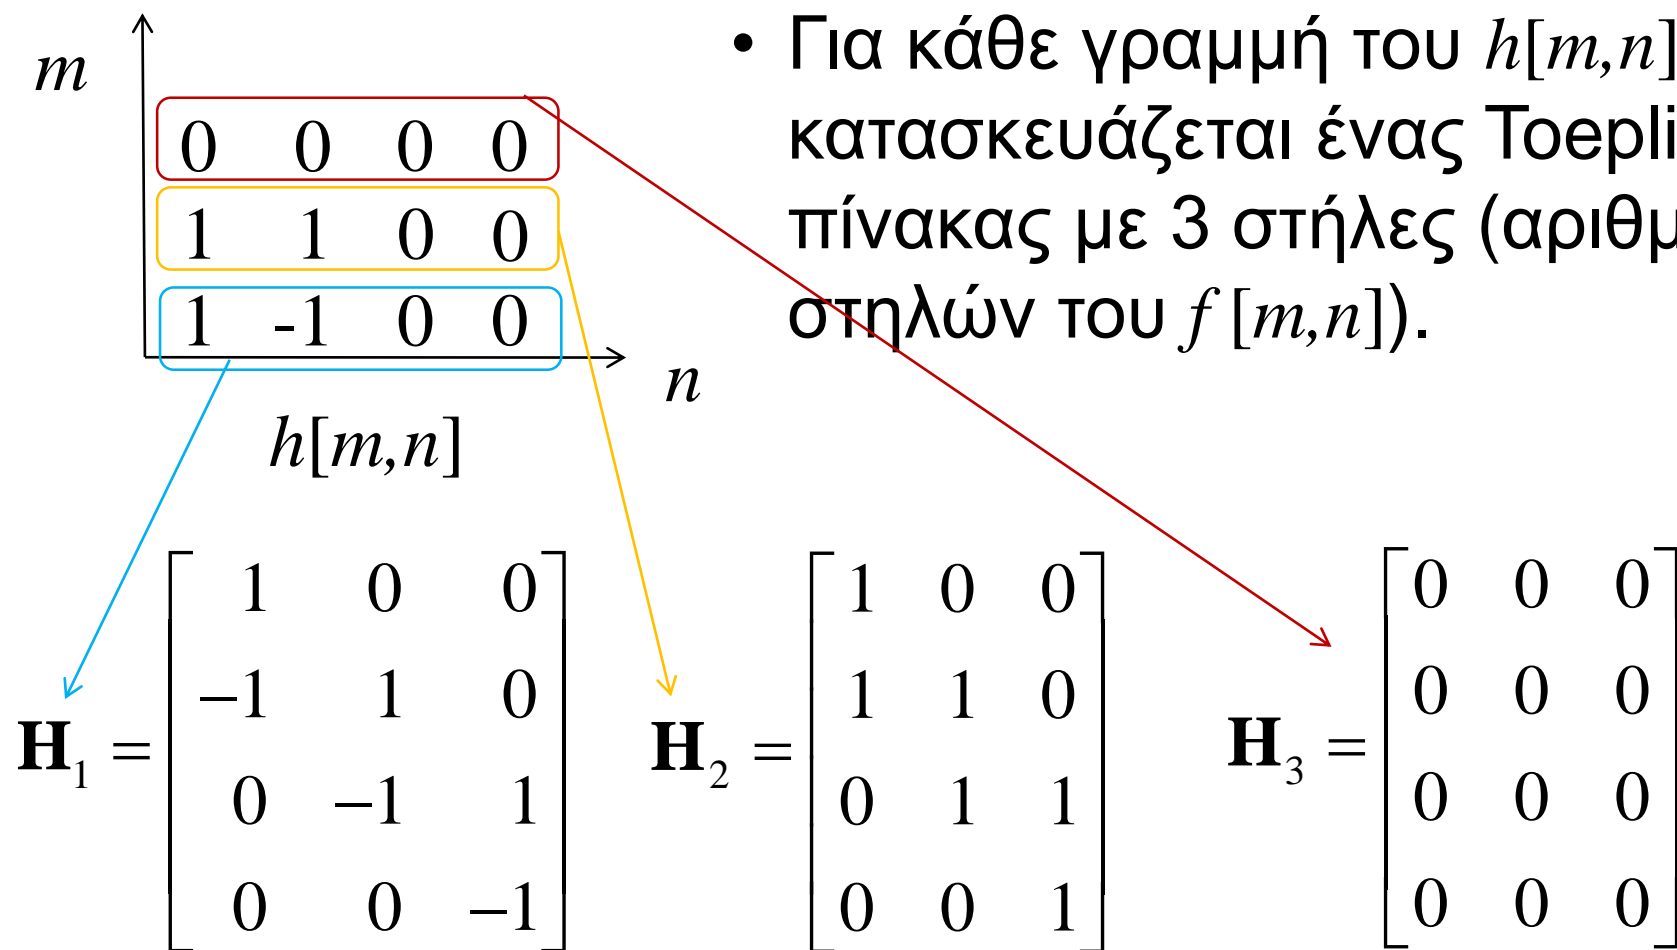 m
0 0 0 0
1 1 0 0
1 -1 0 0
n
h[m,n]
• Για κάθε γραμμή του h[m,n]
κατασκευάζεται ένας
πίνακας με 3 στήλες
στηλών του f [m,n]).
H₁ =
1 0 0
−1 1 0
0 −1 1
0 0 −1
H₂ =
1 0 0
1 1 0
0 1 1
0 0 1
H₃ =
0 0 0
0 0 0
0 0 0
0 0 0